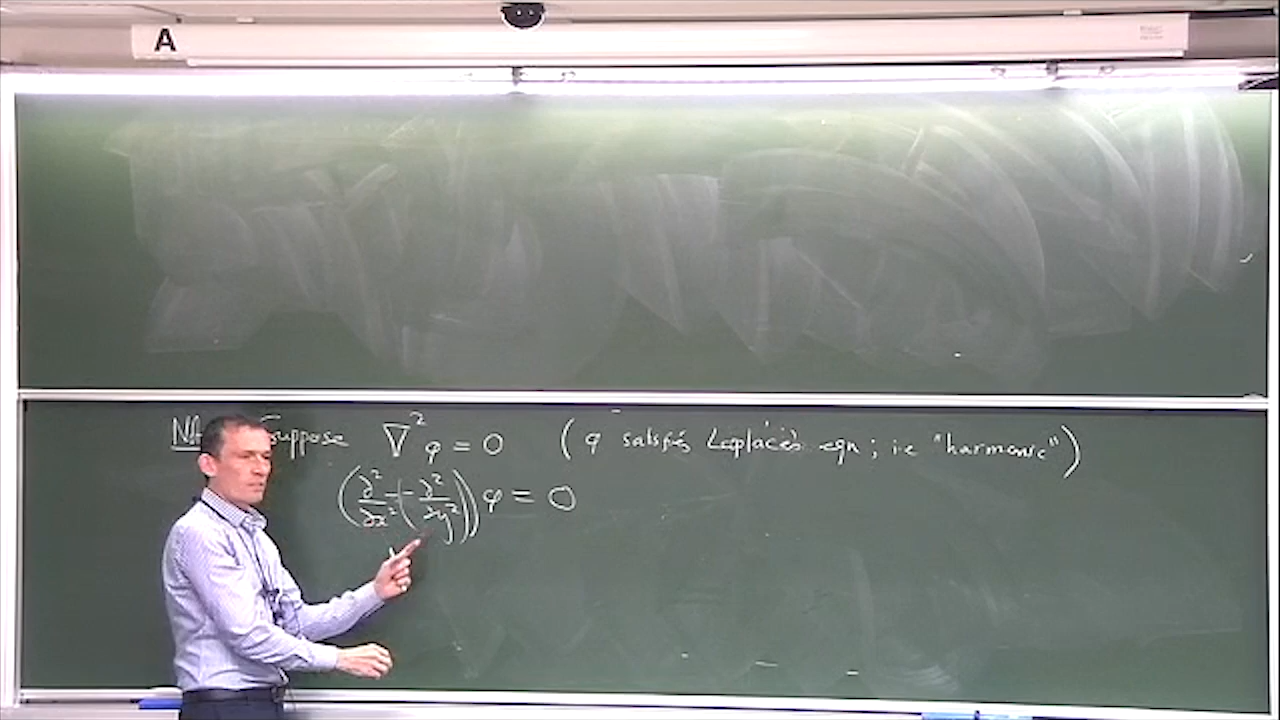 A
Suppose ∇²φ = 0 (φ satisfies Laplace's eqn; ie "harmonic")
(∂²/∂x² - (-∂²/∂y²))φ = 0